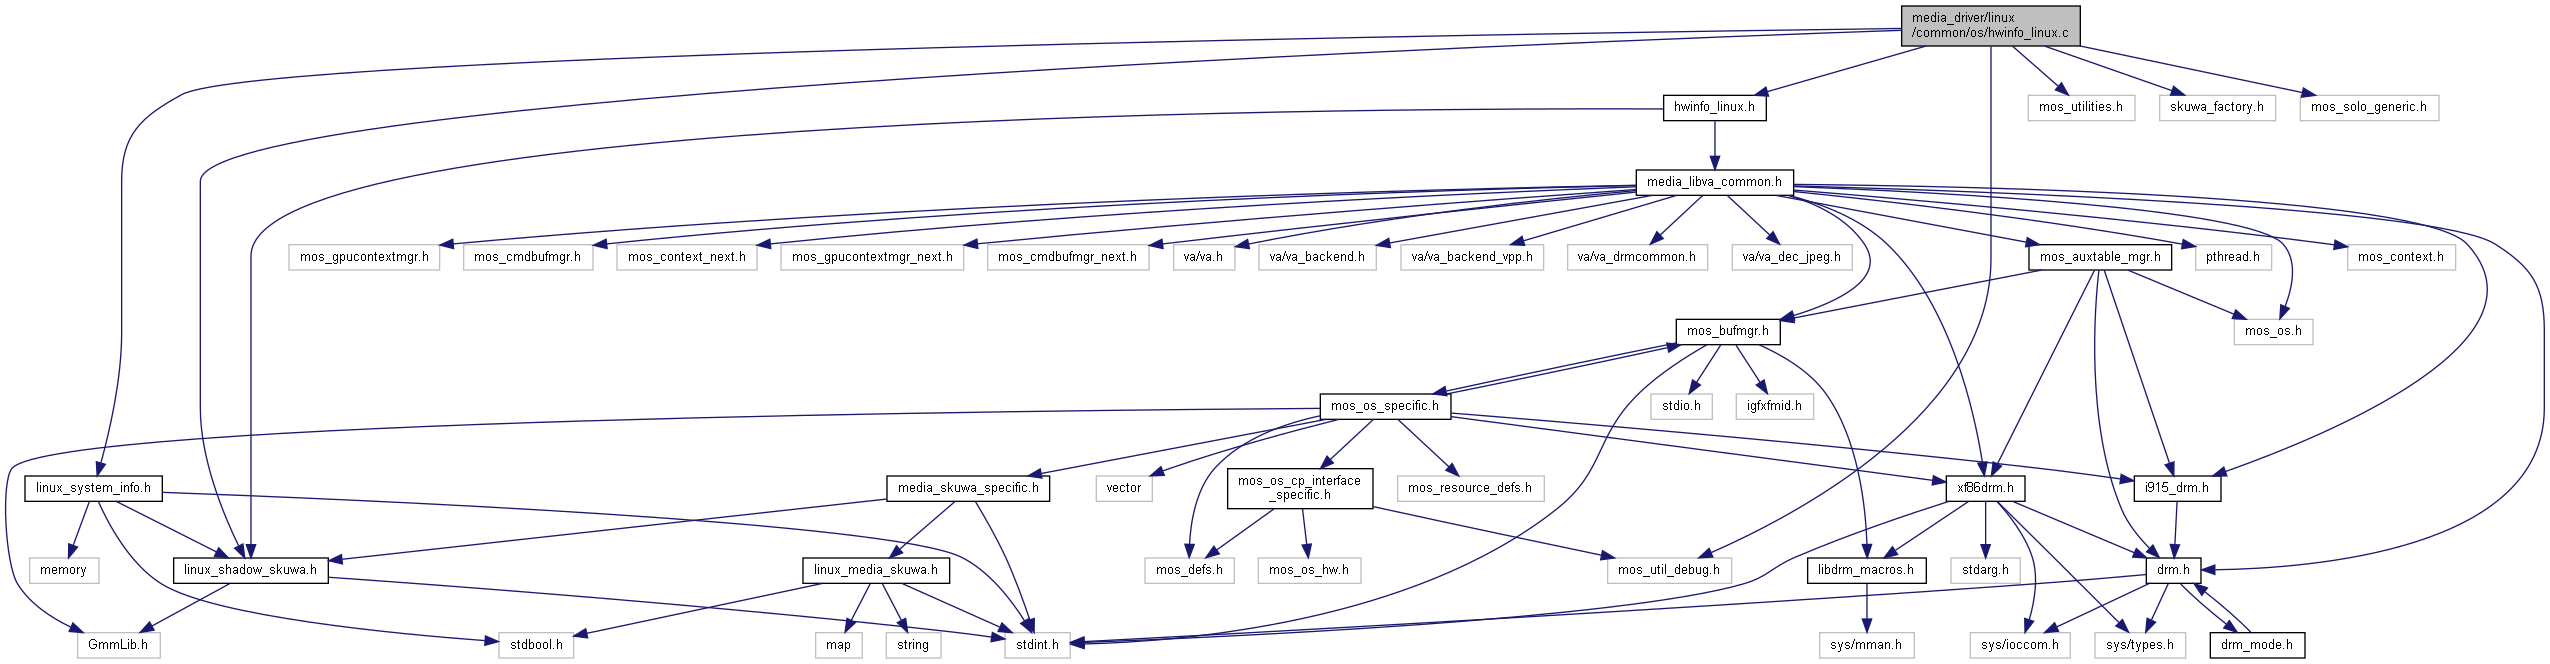 media_driver/linux
/common/os/hwinfo_linux.c
hwinfo_linux.h
mos_utilities.h
skuwa_factory.h
mos_solo_generic.h
media_libva_common.h
mos_gpucontextmgr.h
mos_cmdbufmgr.h
mos_context_next.h
mos_gpucontextmgr_next.h
mos_cmdbufmgr_next.h
va/va.h
va/va_backend.h
va/va_backend_vpp.h
va/va_drmcommon.h
va/va_dec_jpeg.h
mos_auxtable_mgr.h
pthread.h
mos_context.h
mos_bufmgr.h
mos_os.h
mos_os_specific.h
stdio.h
igfxfmid.h
linux_system_info.h
media_skuwa_specific.h
vector
mos_os_cp_interface
_specific.h
mos_resource_defs.h
xf86drm.h
i915_drm.h
memory
linux_shadow_skuwa.h
linux_media_skuwa.h
mos_defs.h
mos_os_hw.h
mos_util_debug.h
libdrm_macros.h
stdarg.h
drm.h
GmmLib.h
stdbool.h
map
string
stdint.h
sys/mman.h
sys/ioccom.h
sys/types.h
drm_mode.h